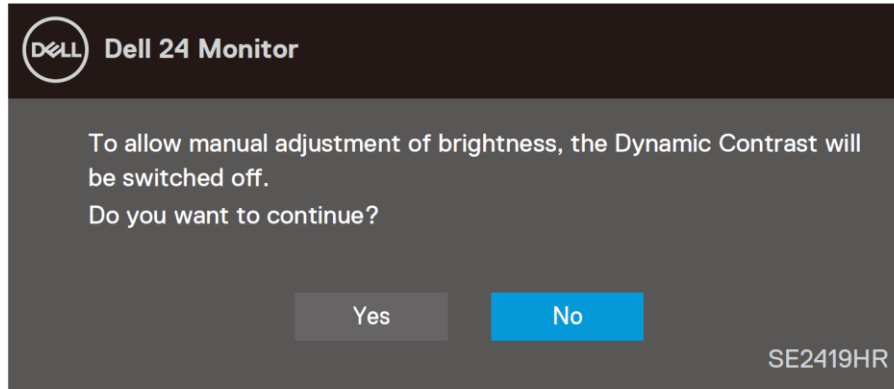 DELL Dell 24 Monitor
To allow manual adjustment of brightness, the Dynamic Contrast will
be switched off.
Do you want to continue?
Yes No
SE2419HR